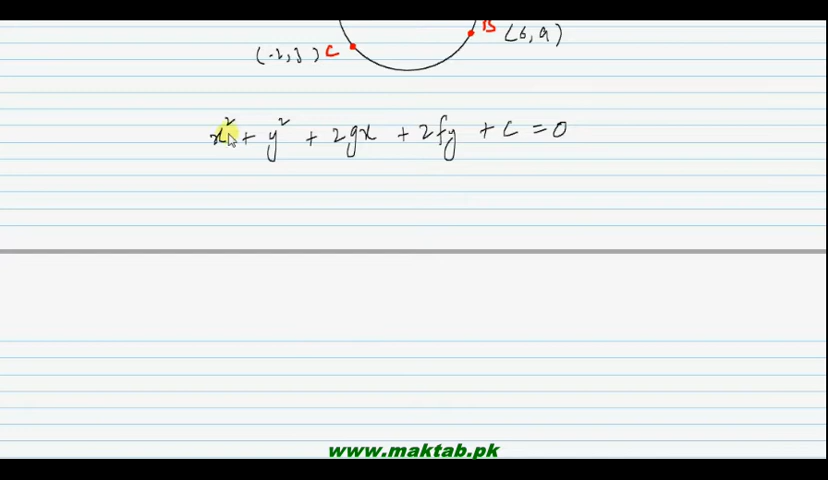 B (6, 9)
(-2, 3) C
x² + y² + 2gx + 2fy + c = 0
www.maktab.pk